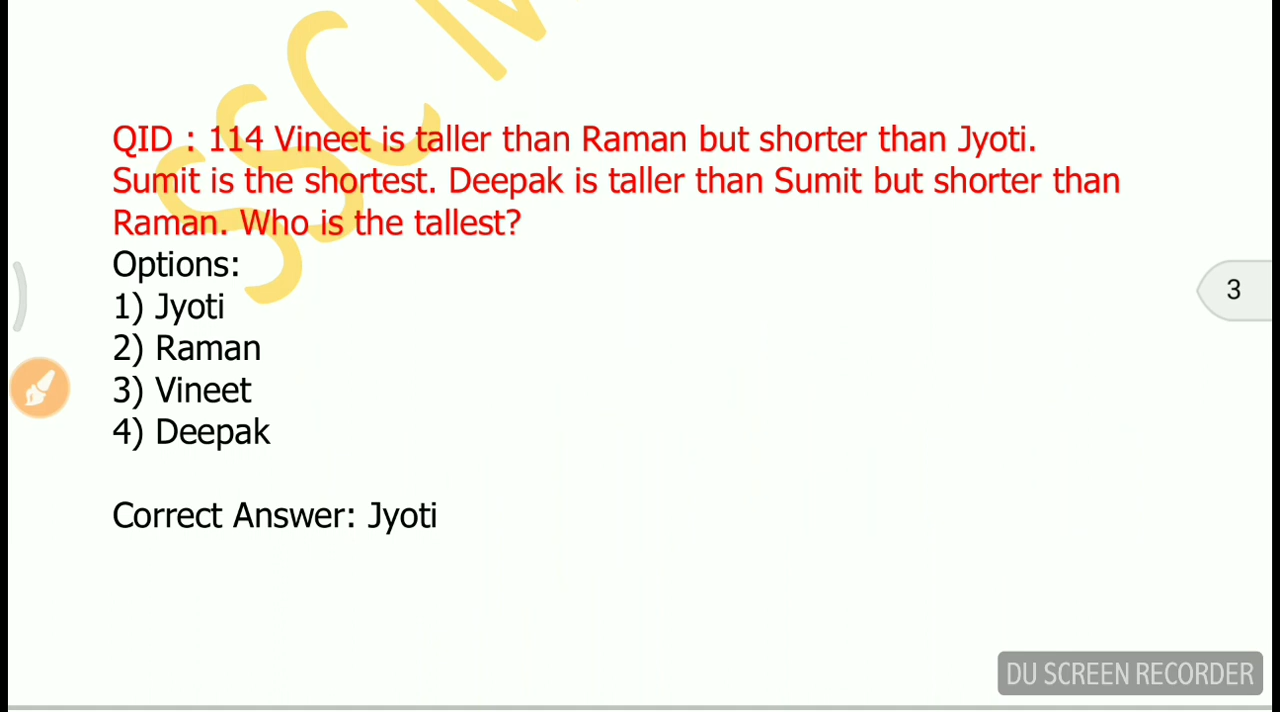 SSC M
QID : 114 Vineet is taller than Raman but shorter than Jyoti.
Sumit is the shortest. Deepak is taller than Sumit but shorter than
Raman. Who is the tallest?
Options:
1) Jyoti
2) Raman
3) Vineet
4) Deepak
Correct Answer: Jyoti
3
DU SCREEN RECORDER